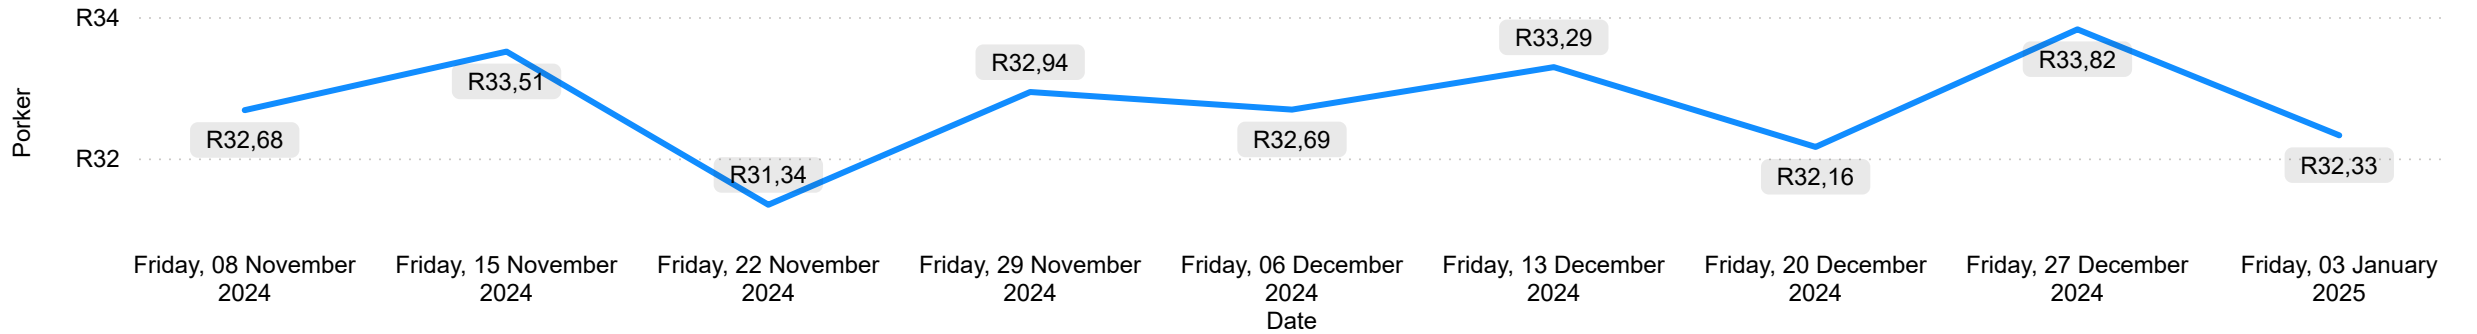 Porker
R34
R32
R32,68
R33,51
R31,34
R32,94
R32,69
R33,29
R32,16
R33,82
R32,33
Friday, 08 November
2024
Friday, 15 November
2024
Friday, 22 November
2024
Friday, 29 November
2024
Friday, 06 December
2024
Friday, 13 December
2024
Friday, 20 December
2024
Friday, 27 December
2024
Friday, 03 January
2025
Date